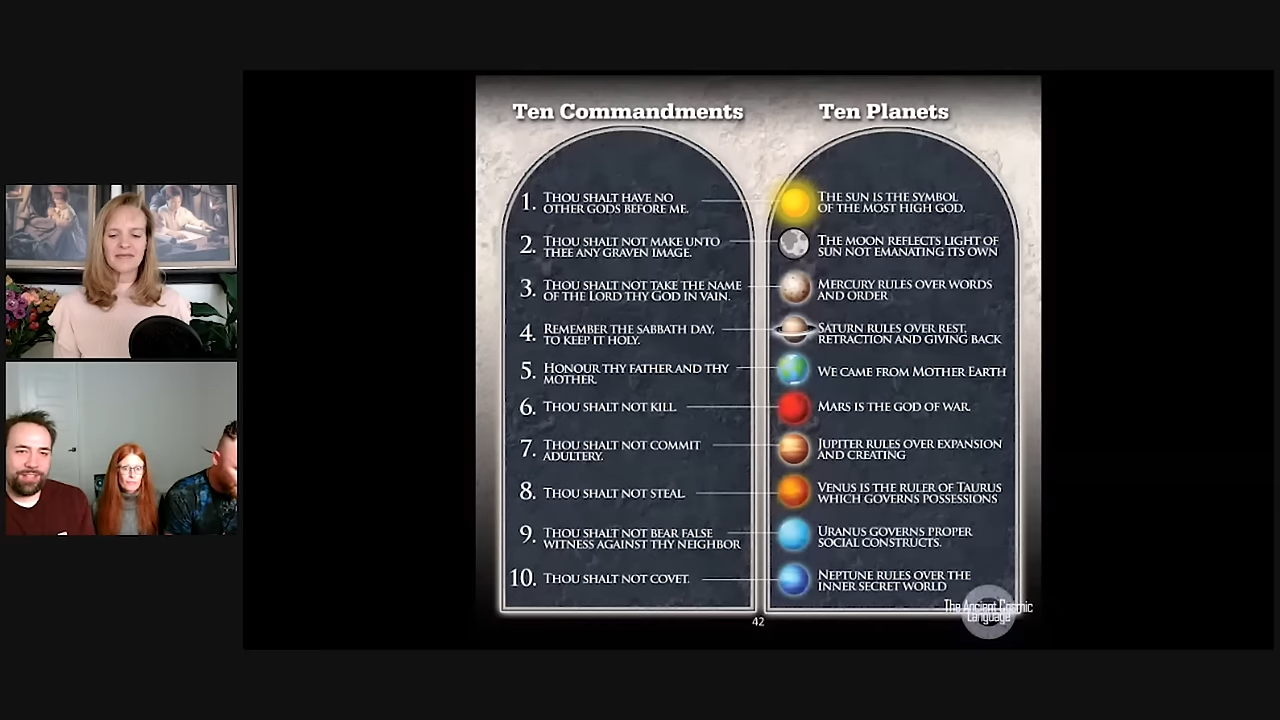 Ten Commandments
1. THOU SHALT HAVE NO
OTHER GODS BEFORE ME.
2. THOU SHALT NOT MAKE UNTO
THEE ANY GRAVEN IMAGE.
3. THOU SHALT NOT TAKE THE NAME
OF THE LORD THY GOD IN VAIN.
4. REMEMBER THE SABBATH DAY,
TO KEEP IT HOLY.
5. HONOUR THY FATHER AND THY
MOTHER.
6. THOU SHALT NOT KILL.
7. THOU SHALT NOT COMMIT
ADULTERY.
8. THOU SHALT NOT STEAL.
9. THOU SHALT NOT BEAR FALSE
WITNESS AGAINST THY NEIGHBOR
10. THOU SHALT NOT COVET.
Ten Planets
THE SUN IS THE SYMBOL
OF THE MOST HIGH GOD.
THE MOON REFLECTS LIGHT OF
SUN NOT EMANATING ITS OWN
MERCURY RULES OVER WORDS
AND ORDER
SATURN RULES OVER REST,
RETRACTION AND GIVING BACK
WE CAME FROM MOTHER EARTH
MARS IS THE GOD OF WAR.
JUPITER RULES OVER EXPANSION
AND CREATING
VENUS IS THE RULER OF TAURUS
WHICH GOVERNS POSSESSIONS
URANUS GOVERNS PROPER
SOCIAL CONSTRUCTS.
NEPTUNE RULES OVER THE
INNER SECRET WORLD
The Ancient Cosmic
Language
42